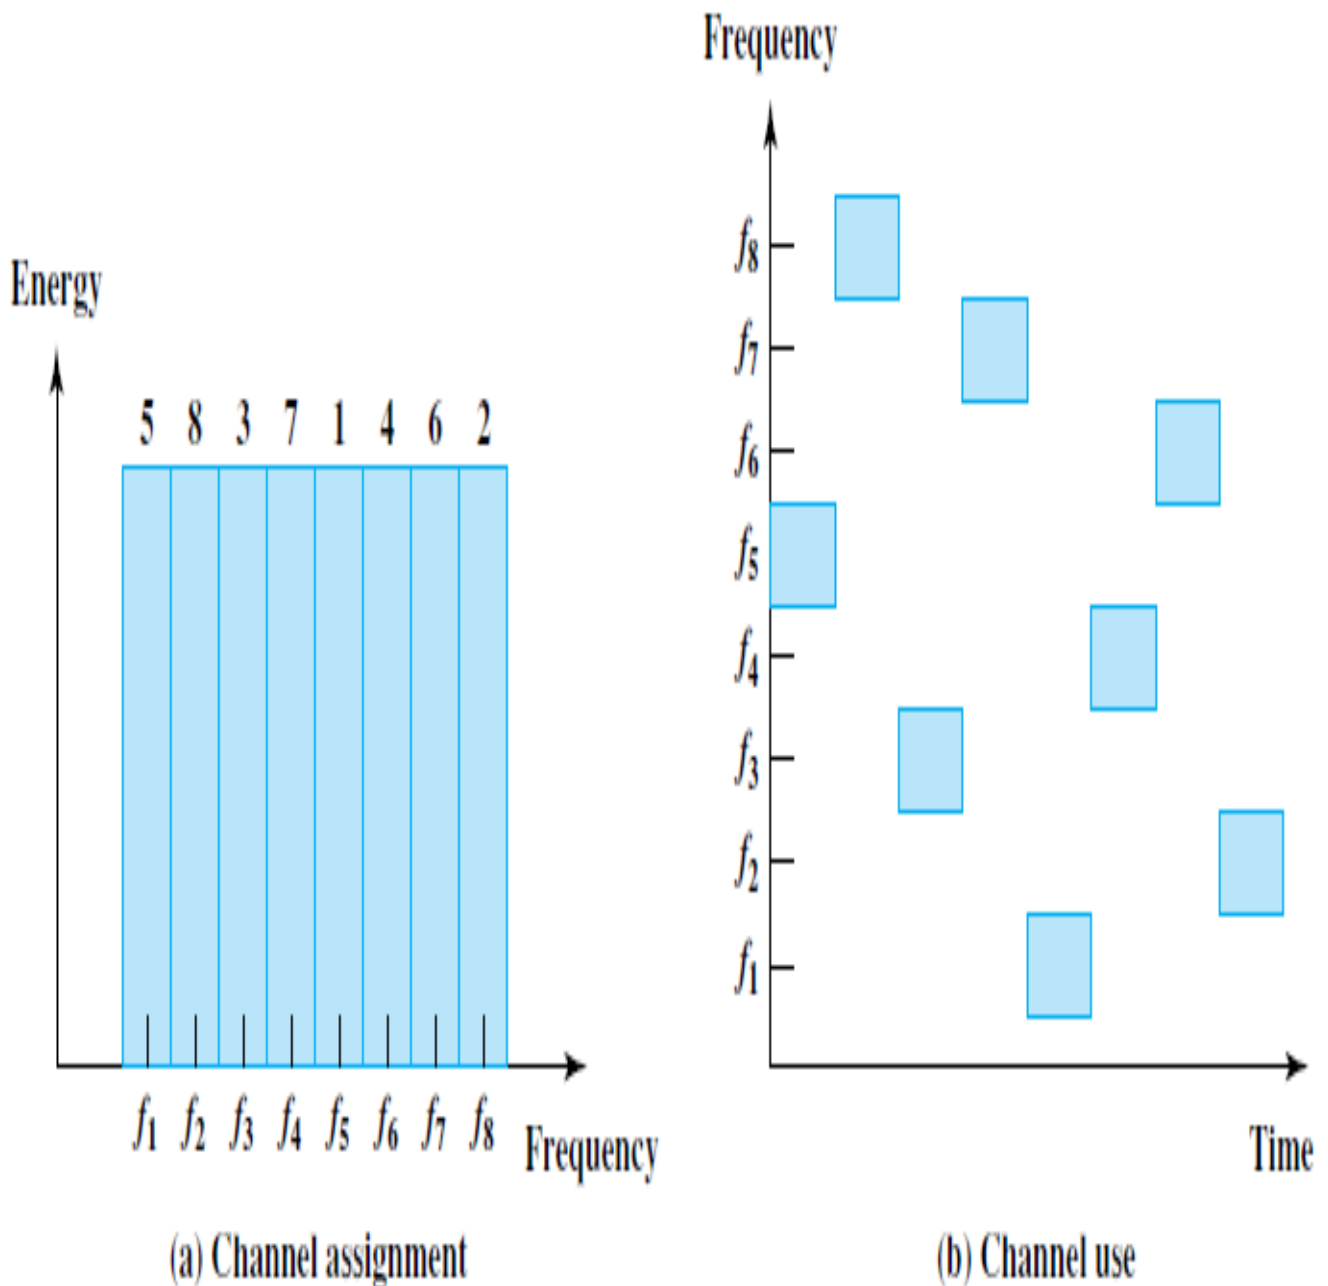 Energy
5 8 3 7 1 4 6 2
f1 f2 f3 f4 f5 f6 f7 f8
Frequency
(a) Channel assignment
Frequency
f8
f7
f6
f5
f4
f3
f2
f1
Time
(b) Channel use